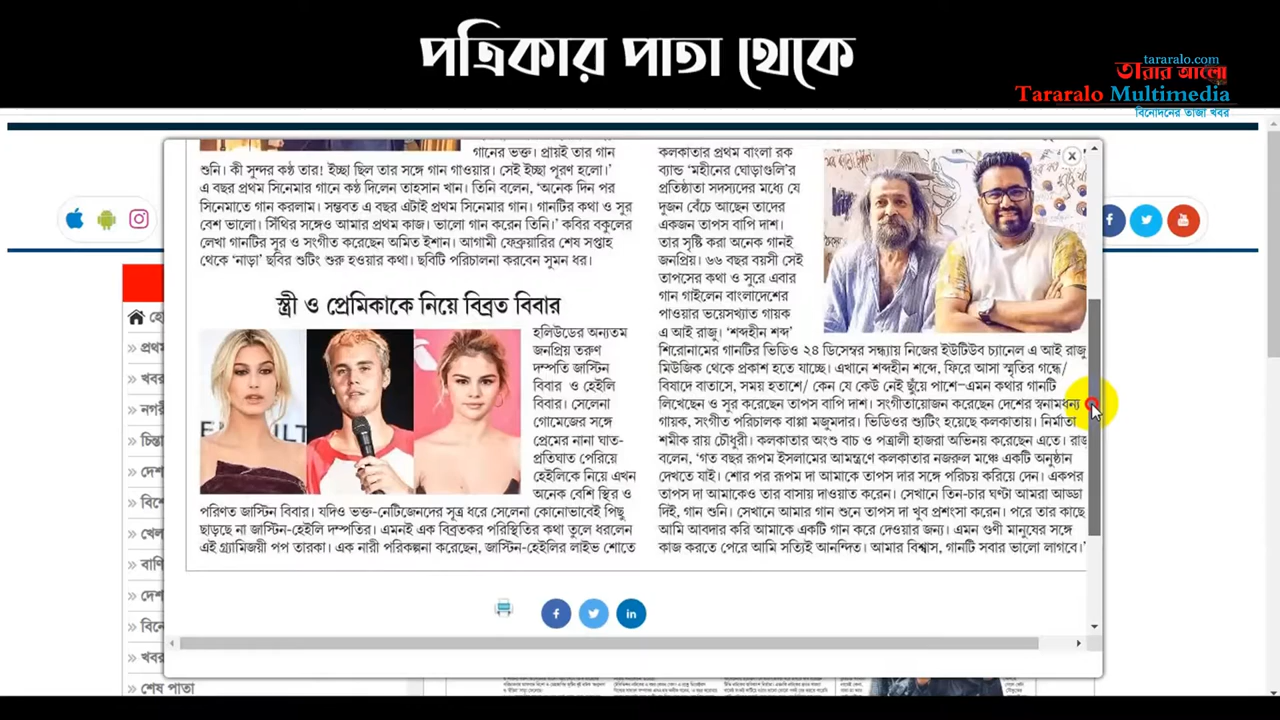 পত্রিকার পাতা থেকে
tararalo.com
তারার আলো
Tararalo Multimedia
বিনোদনের তাজা খবর
গানের ভক্ত। প্রায়ই তার গান
শুনি। কী সুন্দর কণ্ঠ তার! ইচ্ছা ছিল তার সঙ্গে গান গাওয়ার। সেই ইচ্ছা পূরণ হলো।’
এ বছর প্রথম সিনেমার গানে কণ্ঠ দিলেন তাহসান খান। তিনি বলেন, ‘অনেক দিন পর
সিনেমাতে গান করলাম। সম্ভবত এ বছর এটাই প্রথম সিনেমার গান। গানটির কথা ও সুর
বেশ ভালো। সিঁথির সঙ্গেও আমার প্রথম কাজ। ভালো গান করেন তিনি।’ কবির বকুলের
লেখা গানটির সুর ও সংগীত করেছেন অমিত ইশান। আগামী ফেব্রুয়ারির শেষ সপ্তাহ
থেকে ‘নাড়া’ ছবির শুটিং শুরু হওয়ার কথা। ছবিটি পরিচালনা করবেন সুমন ধর।
স্ত্রী ও প্রেমিকাকে নিয়ে বিব্রত বিবার
হলিউডের অন্যতম
জনপ্রিয় তরুণ
দম্পতি জাস্টিন
বিবার ও হেইলি
বিবার। সেলেনা
গোমেজের সঙ্গে
প্রেমের নানা ঘাত-
প্রতিঘাত পেরিয়ে
হেইলিকে নিয়ে এখন
অনেক বেশি স্থির ও
পরিণত জাস্টিন বিবার। যদিও ভক্ত-নেটিজেনদের সূত্র ধরে সেলেনা কোনোভাবেই পিছু
ছাড়ছে না জাস্টিন-হেইলি দম্পতির। এমনই এক বিব্রতকর পরিস্থিতির কথা তুলে ধরলেন
এই গ্র্যামিজয়ী পপ তারকা। এক নারী পরিকল্পনা করেছেন, জাস্টিন-হেইলির লাইভ শোতে
কলকাতার প্রথম বাংলা রক
ব্যান্ড ‘মহীনের ঘোড়াগুলি’র
প্রতিষ্ঠাতা সদস্যদের মধ্যে যে
দুজন বেঁচে আছেন তাদের
একজন তাপস বাপি দাশ।
তার সৃষ্টি করা অনেক গানই
জনপ্রিয়। ৬৬ বছর বয়সী সেই
তাপসের কথা ও সুরে এবার
গান গাইলেন বাংলাদেশের
পাওয়ার ভয়েসখ্যাত গায়ক
এ আই রাজু। ‘শব্দহীন শব্দ’
শিরোনামের গানটির ভিডিও ২৪ ডিসেম্বর সন্ধ্যায় নিজের ইউটিউব চ্যানেল এ আই রাজু
মিউজিক থেকে প্রকাশ হতে যাচ্ছে। এখানে শব্দহীন শব্দে, ফিরে আসা স্মৃতির গন্ধে/
বিষাদে বাতাসে, সময় হতাশে/ কেন যে কেউ নেই ছুঁয়ে পাশে–এমন কথার গানটি
লিখেছেন ও সুর করেছেন তাপস বাপি দাশ। সংগীতায়োজন করেছেন দেশের স্বনামধন্য
গায়ক, সংগীত পরিচালক বাপ্পা মজুমদার। ভিডিওর শ্যুটিং হয়েছে কলকাতায়। নির্মাতা
শমীক রায় চৌধুরী। কলকাতার অংশু বাচ ও পত্রালী হাজরা অভিনয় করেছেন এতে। রাজু
বলেন, ‘গত বছর রূপম ইসলামের আমন্ত্রণে কলকাতার নজরুল মঞ্চে একটি অনুষ্ঠান
দেখতে যাই। শোর পর রূপম দা আমাকে তাপস দার সঙ্গে পরিচয় করিয়ে দেন। একপর
তাপস দা আমাকেও তার বাসায় দাওয়াত করেন। সেখানে তিন-চার ঘণ্টা আমরা আড্ডা
দিই, গান শুনি। সেখানে আমার গান শুনে তাপস দা খুব প্রশংসা করেন। পরে তার কাছে
আমি আবদার করি আমাকে একটি গান করে দেওয়ার জন্য। এমন গুণী মানুষের সঙ্গে
কাজ করতে পেরে আমি সত্যিই আনন্দিত। আমার বিশ্বাস, গানটি সবার ভালো লাগবে।’
প্রথম
খবর
নগরী
দেশ
খেল
দেশ
খবর
শেষ পাতা